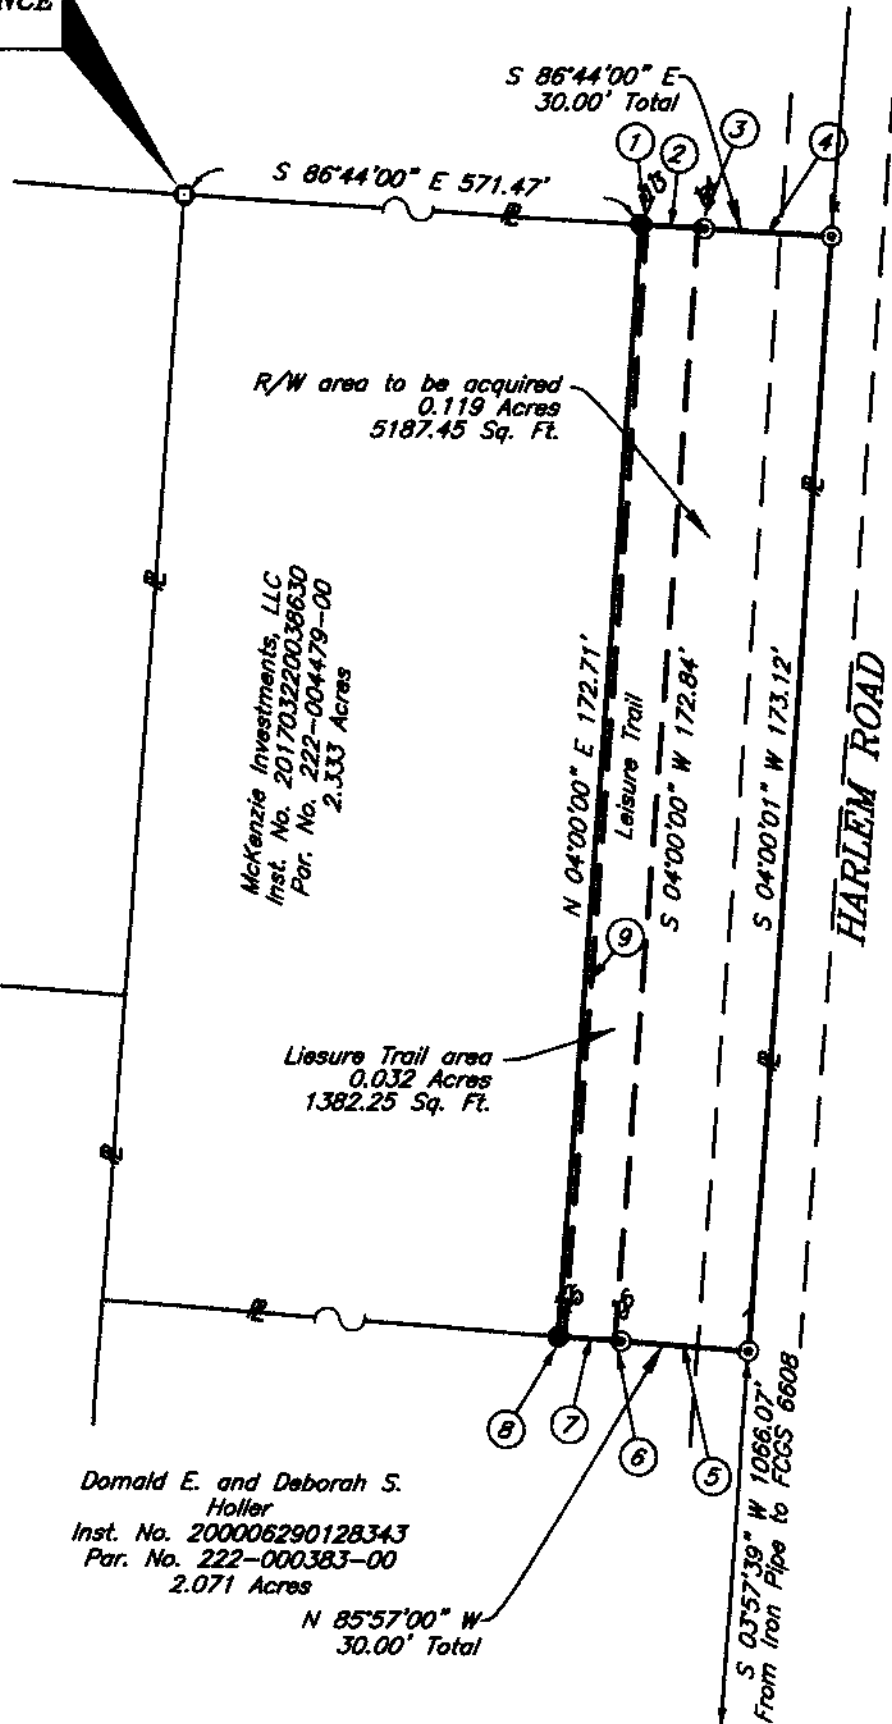 S 86°44'00" E
30.00' Total
1
2
3
4
S 86°44'00" E 571.47'
R/W area to be acquired
0.119 Acres
5187.45 Sq. Ft.
McKenzie Investments, LLC
Inst. No. 201703220038630
Par. No. 222-004479-00
2.333 Acres
N 04°00'00" E 172.71'
Leisure Trail
S 04°00'00" W 172.84'
S 04°00'01" W 173.12'
HARLEM ROAD
9
Liesure Trail area
0.032 Acres
1382.25 Sq. Ft.
8
7
6
5
Domald E. and Deborah S.
Holler
Inst. No. 200006290128343
Par. No. 222-000383-00
2.071 Acres
N 85°57'00" W
30.00' Total
S 03°57'39" W 1066.07'
From Iron Pipe to FCGS 6608